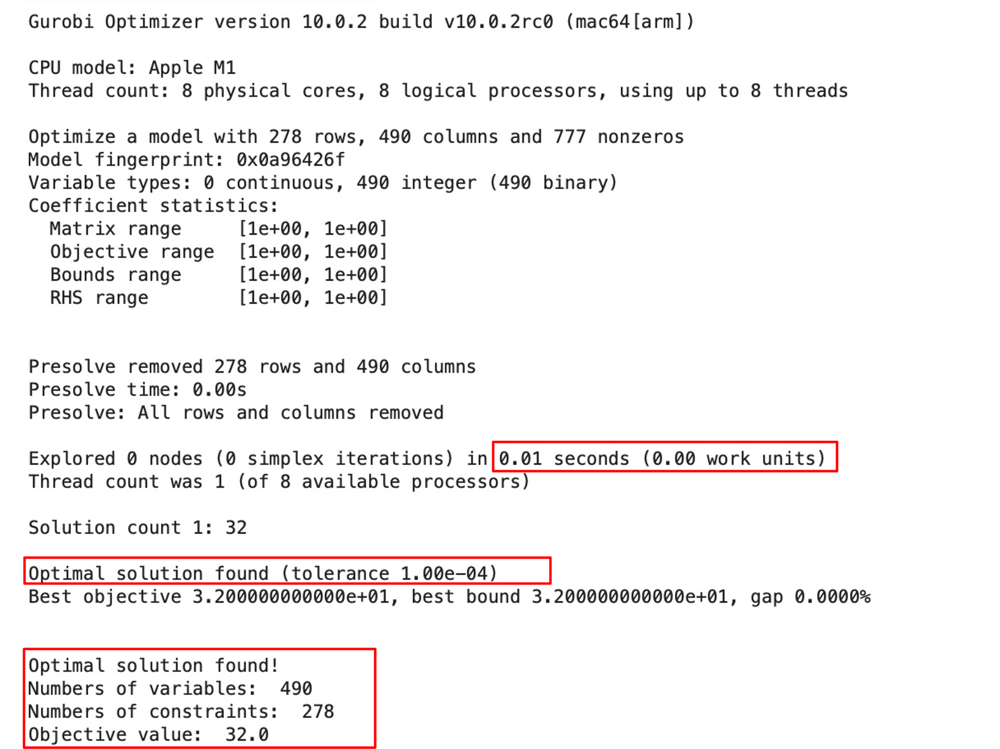 Gurobi Optimizer version 10.0.2 build v10.0.2rc0 (mac64[arm])
CPU model: Apple M1
Thread count: 8 physical cores, 8 logical processors, using up to 8 threads
Optimize a model with 278 rows, 490 columns and 777 nonzeros
Model fingerprint: 0x0a96426f
Variable types: 0 continuous, 490 integer (490 binary)
Coefficient statistics:
Matrix range [1e+00, 1e+00]
Objective range [1e+00, 1e+00]
Bounds range [1e+00, 1e+00]
RHS range [1e+00, 1e+00]
Presolve removed 278 rows and 490 columns
Presolve time: 0.00s
Presolve: All rows and columns removed
Explored 0 nodes (0 simplex iterations) in 0.01 seconds (0.00 work units)
Thread count was 1 (of 8 available processors)
Solution count 1: 32
Optimal solution found (tolerance 1.00e-04)
Best objective 3.200000000000e+01, best bound 3.200000000000e+01, gap 0.0000%
Optimal solution found!
Numbers of variables: 490
Numbers of constraints: 278
Objective value: 32.0